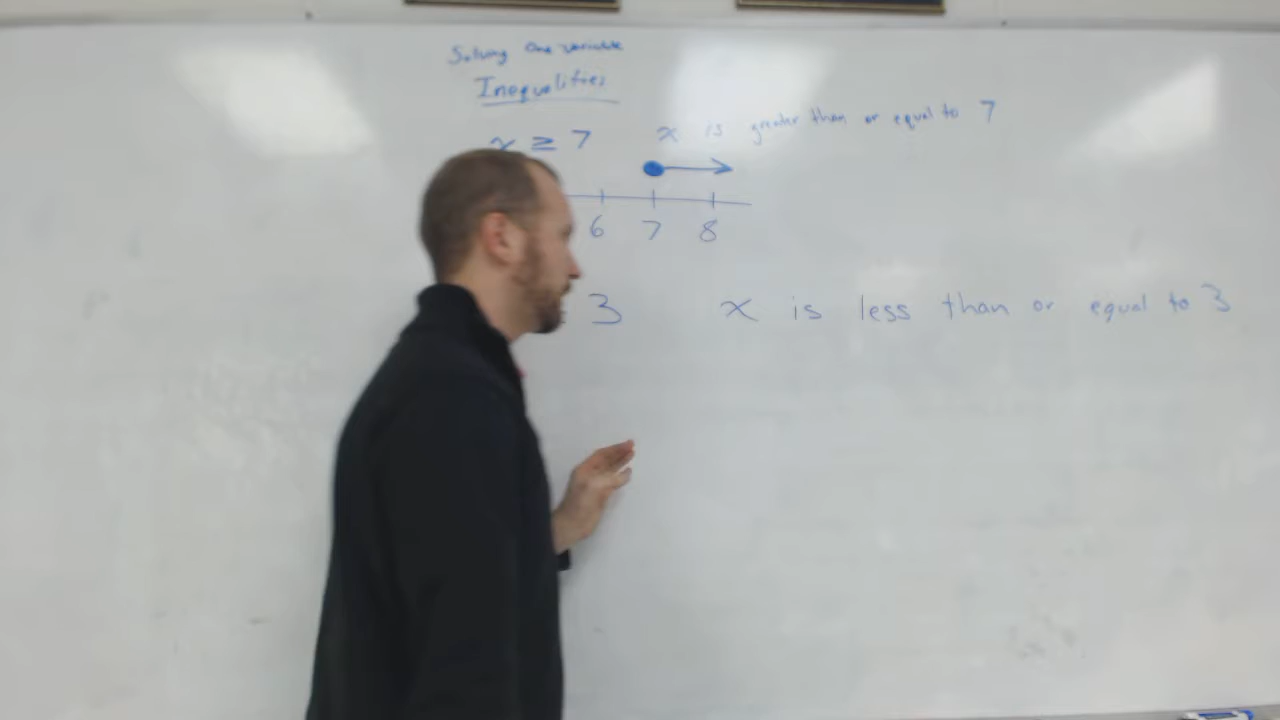 Solving One variable
Inequalities
x ≥ 7 x is greater than or equal to 7
6 7 8
3 x is less than or equal to 3